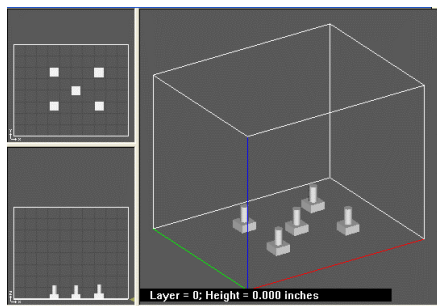 Layer = 0; Height = 0.000 inches